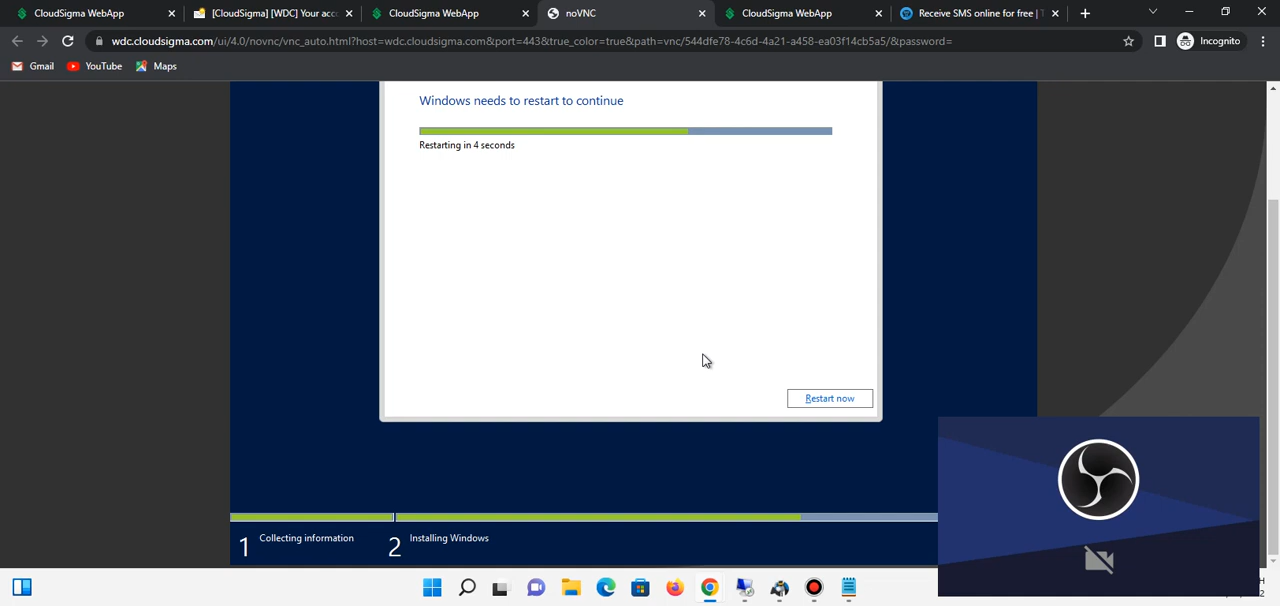 CloudSigma WebApp
[CloudSigma] [WDC] Your acc
CloudSigma WebApp
noVNC
CloudSigma WebApp
Receive SMS online for free | T
wdc.cloudsigma.com/ui/4.0/novnc/vnc_auto.html?host=wdc.cloudsigma.com&port=443&true_color=true&path=vnc/544dfe78-4c6d-4a21-a458-ea03f14cb5a5/&password=
Incognito
Gmail
YouTube
Maps
Windows needs to restart to continue
Restarting in 4 seconds
Restart now
1 Collecting information
2 Installing Windows